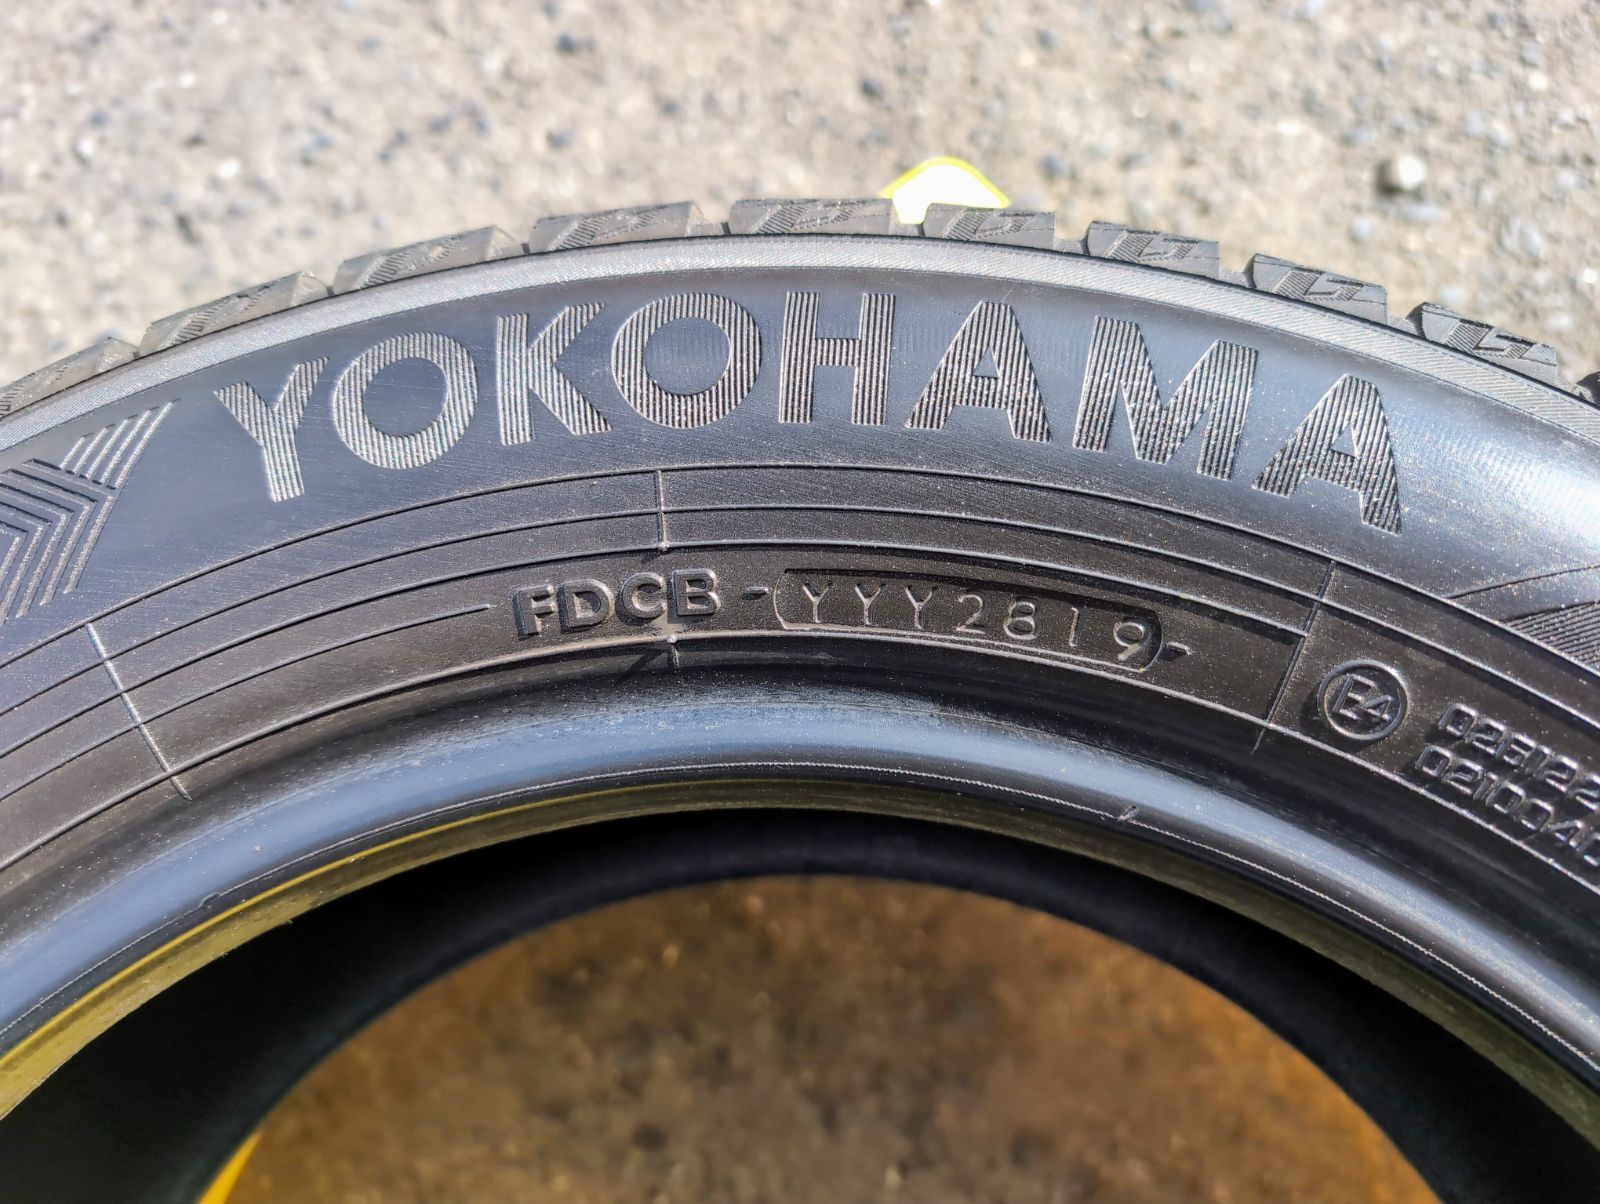 YOKOHAMA
FDCB - YYY2819 -
E4